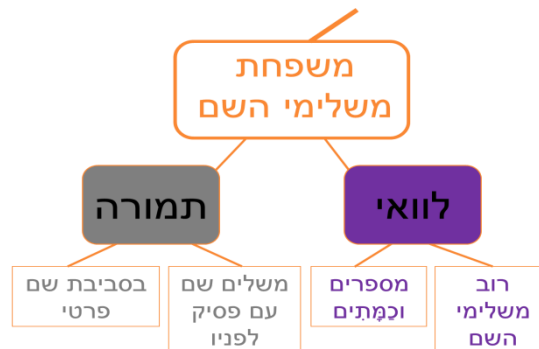 משפחת
משלימי השם
לוואי
תמורה
רוב
משלימי
השם
מספרים
וכַמָּתִים
משלים שם
עם פסיק
לפניו
בסביבת שם
פרטי